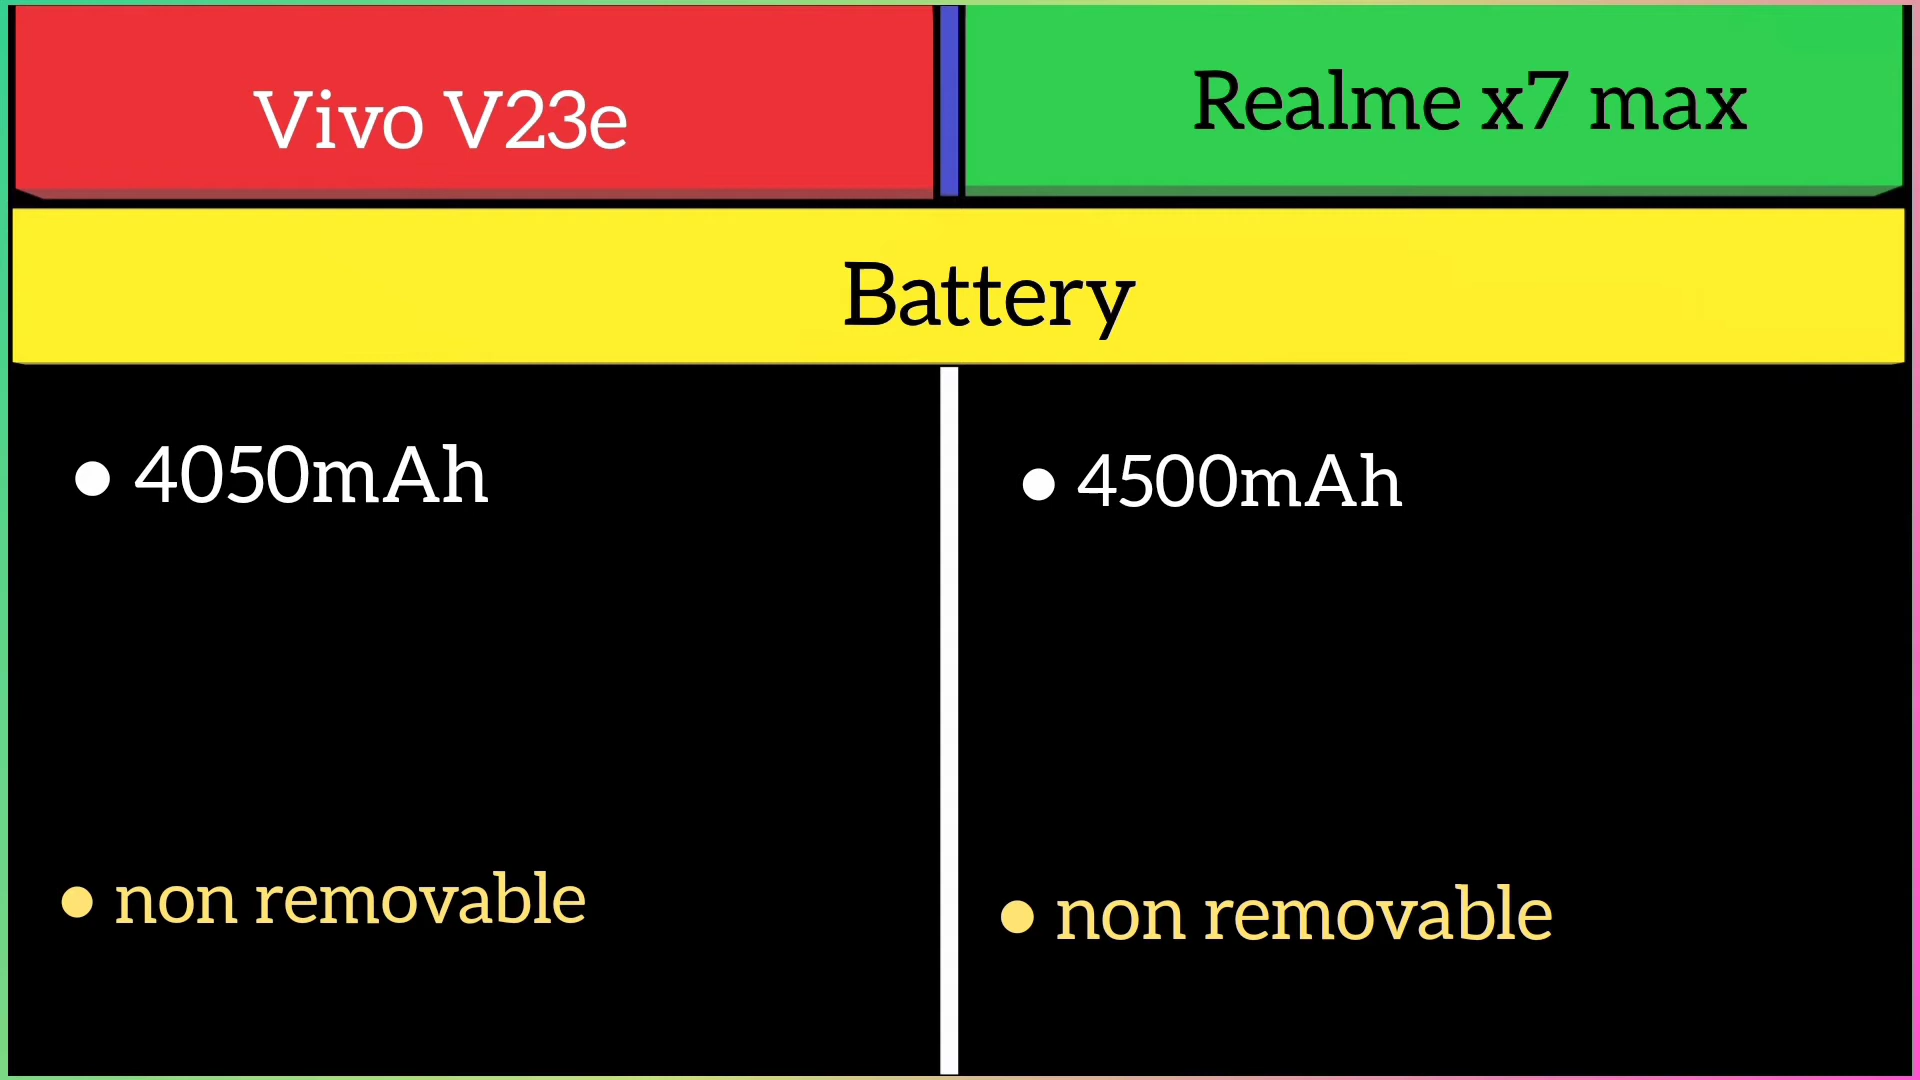 Vivo V23e
Realme x7 max
Battery
● 4050mAh
● 4500mAh
● non removable
● non removable